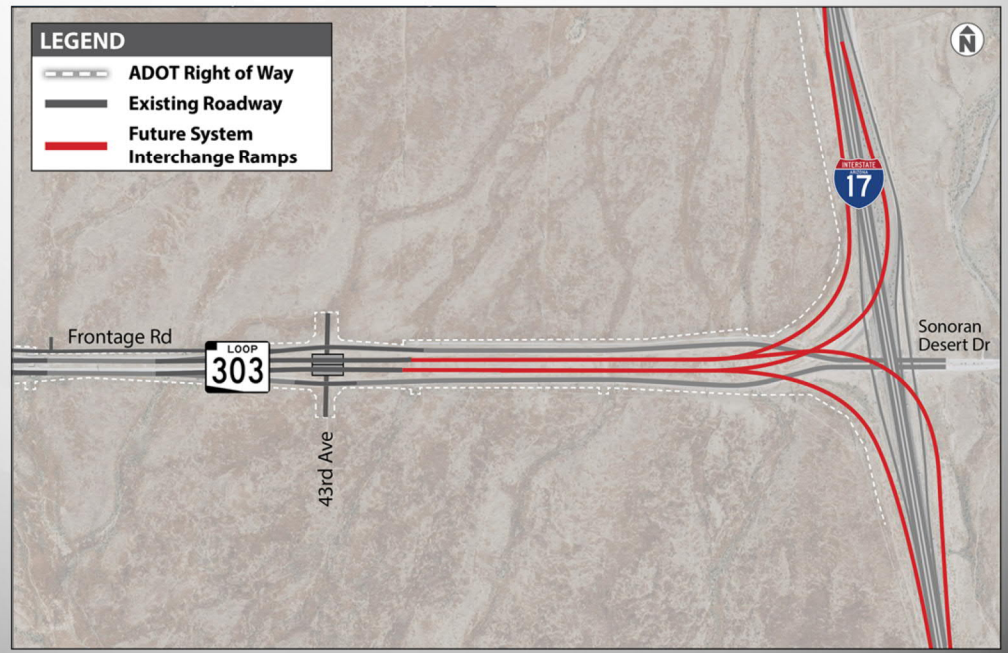 LEGEND
ADOT Right of Way
Existing Roadway
Future System
Interchange Ramps
N
INTERSTATE
ARIZONA
17
Frontage Rd
LOOP
303
43rd Ave
Sonoran
Desert Dr